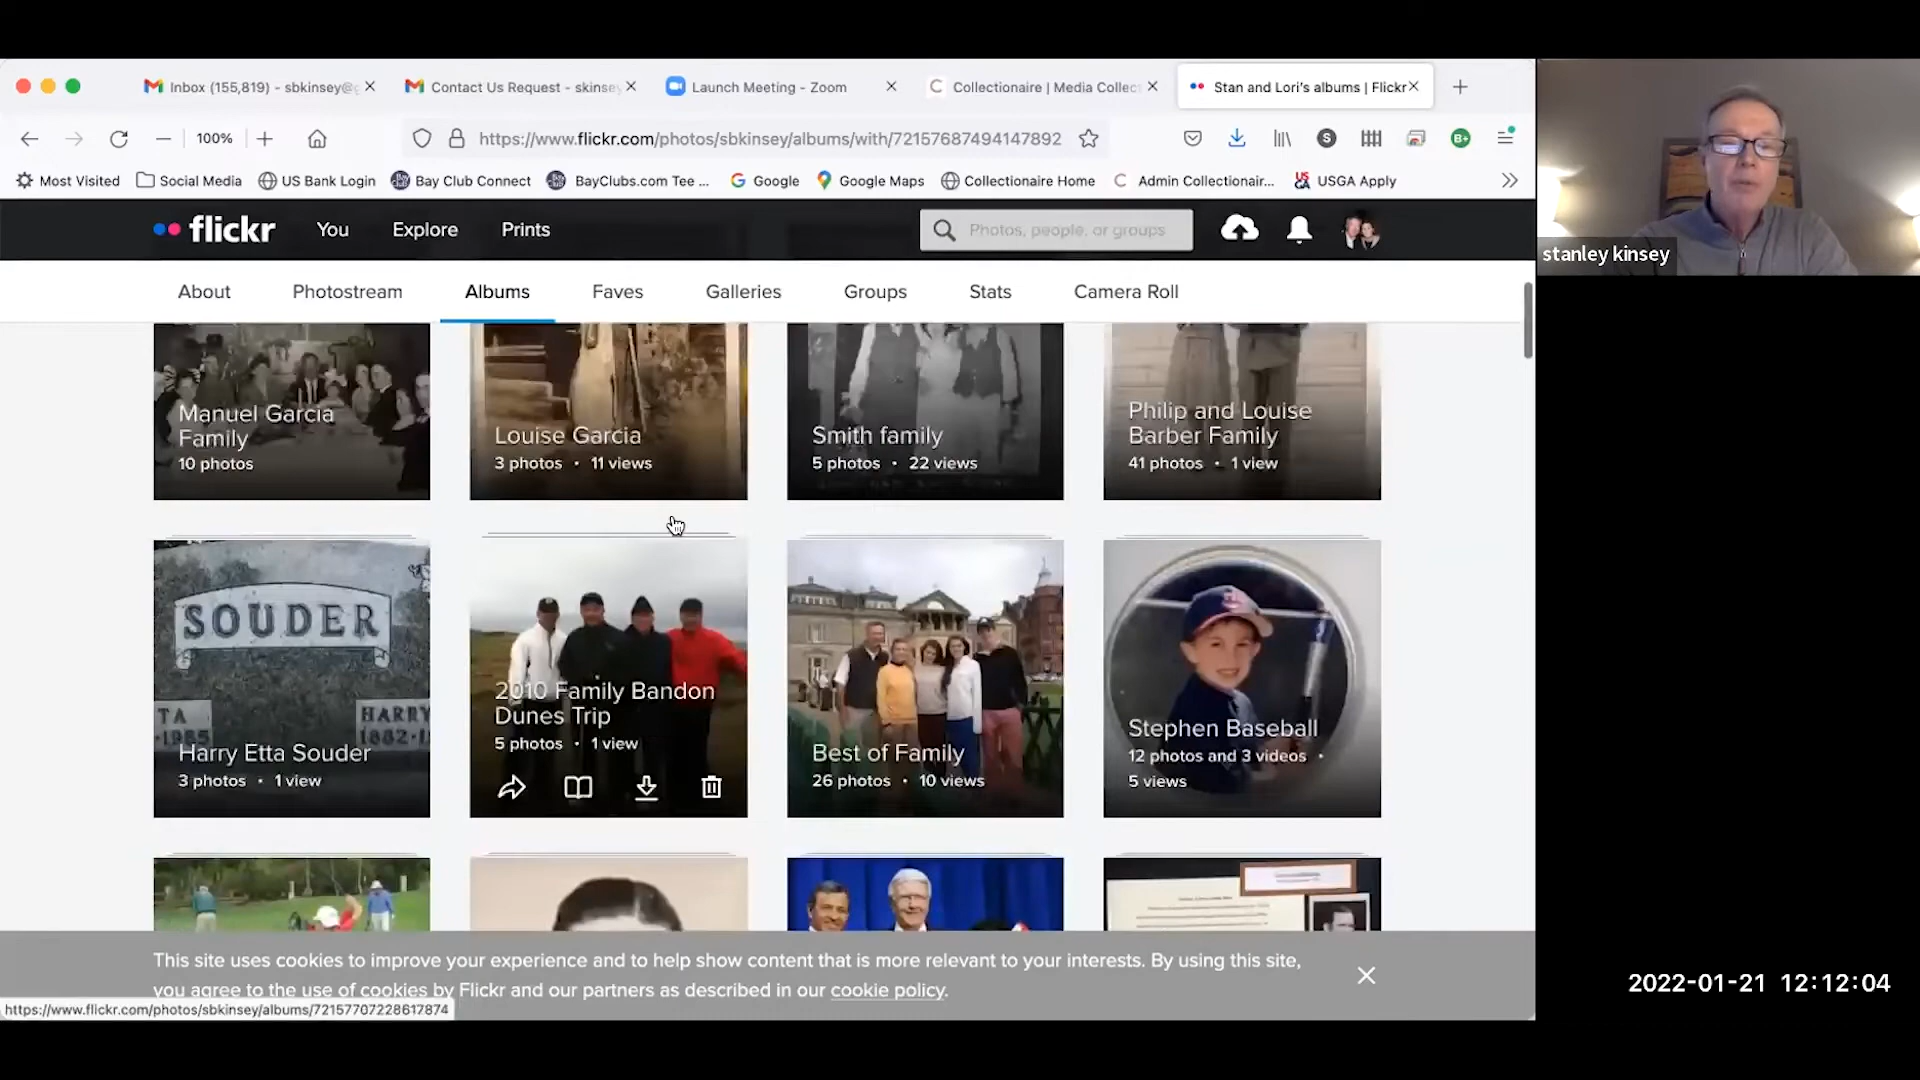 Inbox (155,819) - sbkinsey@g
Contact Us Request - skinse
Launch Meeting - Zoom
Collectionaire | Media Collec
Stan and Lori's albums | Flickr
100%
https://www.flickr.com/photos/sbkinsey/albums/with/72157687494147892
S
B+
Most Visited
Social Media
US Bank Login
Bay Club Connect
BayClubs.com Tee ...
Google
Google Maps
Collectionaire Home
Admin Collectionair...
USGA Apply
flickr
You
Explore
Prints
Photos, people, or groups
stanley kinsey
About
Photostream
Albums
Faves
Galleries
Groups
Stats
Camera Roll
Manuel Garcia
Family
10 photos
Louise Garcia
3 photos · 11 views
Smith family
5 photos · 22 views
Philip and Louise
Barber Family
41 photos · 1 view
SOUDER
TA
HARRY
Harry Etta Souder
3 photos · 1 view
2010 Family Bandon
Dunes Trip
5 photos · 1 view
Best of Family
26 photos · 10 views
Stephen Baseball
12 photos and 3 videos ·
5 views
This site uses cookies to improve your experience and to help show content that is more relevant to your interests. By using this site,
you agree to the use of cookies by Flickr and our partners as described in our cookie policy.
https://www.flickr.com/photos/sbkinsey/albums/72157707228617874
2022-01-21 12:12:04